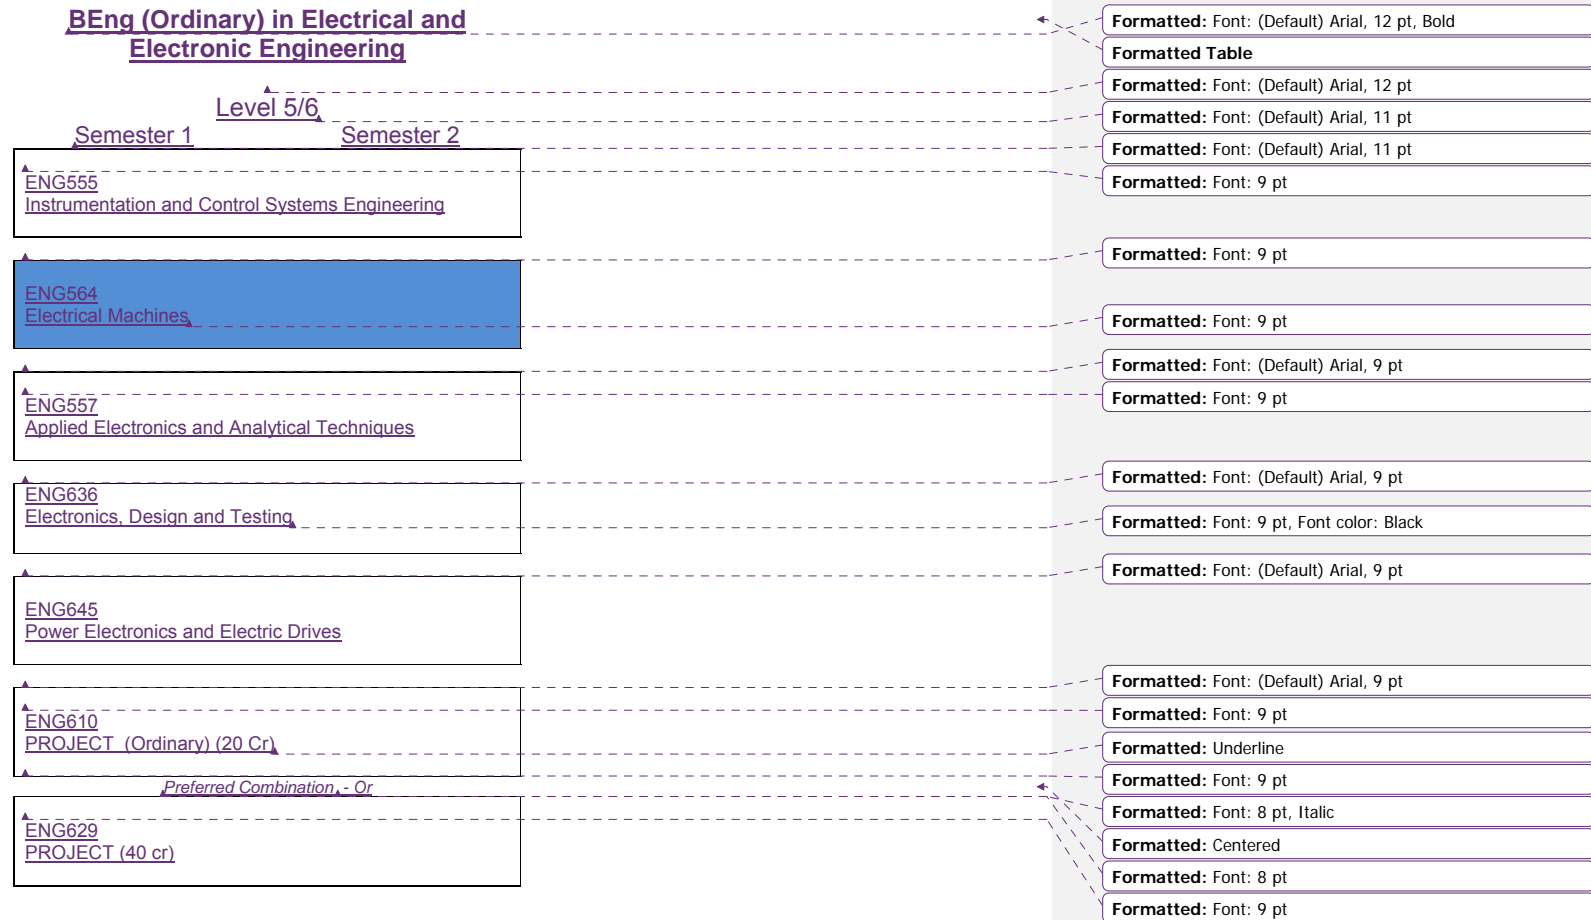 BEng (Ordinary) in Electrical and
Electronic Engineering
Level 5/6
Semester 1 Semester 2
ENG555
Instrumentation and Control Systems Engineering
ENG564
Electrical Machines
ENG557
Applied Electronics and Analytical Techniques
ENG636
Electronics, Design and Testing
ENG645
Power Electronics and Electric Drives
ENG610
PROJECT (Ordinary) (20 Cr)
Preferred Combination - Or
ENG629
PROJECT (40 cr)
Formatted: Font: (Default) Arial, 12 pt, Bold
Formatted Table
Formatted: Font: (Default) Arial, 12 pt
Formatted: Font: (Default) Arial, 11 pt
Formatted: Font: (Default) Arial, 11 pt
Formatted: Font: 9 pt
Formatted: Font: 9 pt
Formatted: Font: 9 pt
Formatted: Font: (Default) Arial, 9 pt
Formatted: Font: 9 pt
Formatted: Font: (Default) Arial, 9 pt
Formatted: Font: 9 pt, Font color: Black
Formatted: Font: (Default) Arial, 9 pt
Formatted: Font: (Default) Arial, 9 pt
Formatted: Font: 9 pt
Formatted: Underline
Formatted: Font: 9 pt
Formatted: Font: 8 pt, Italic
Formatted: Centered
Formatted: Font: 8 pt
Formatted: Font: 9 pt